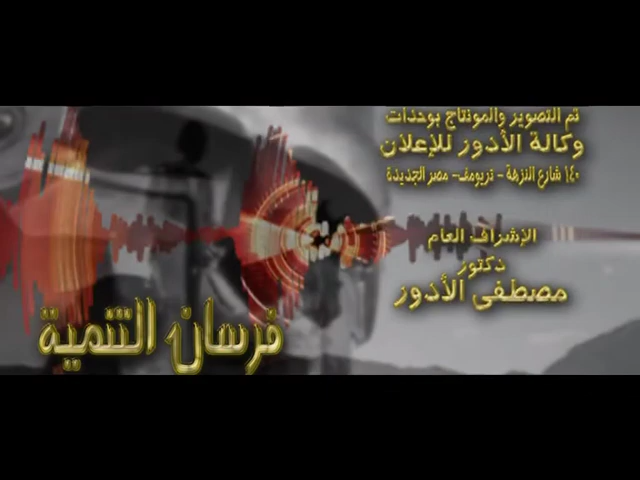 تم التصوير والمونتاج بوحدات
وكالة الأدور للإعلان
١٤٠ شارع النزهة - تريومف - مصر الجديدة
الإشراف العام
دكتور
مصطفى الأدور
فرسان التنمية